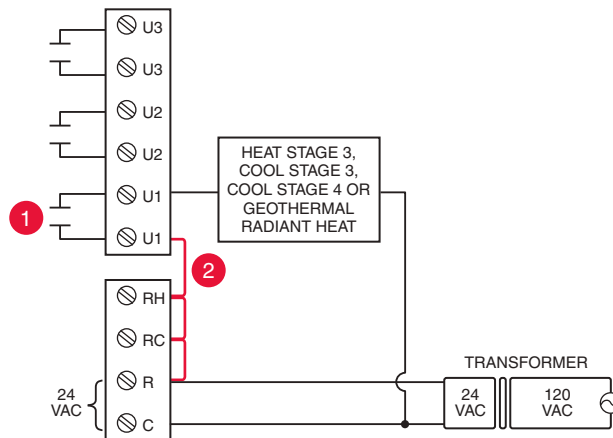 U3
U3
U2
U2
U1
U1
HEAT STAGE 3,
COOL STAGE 3,
COOL STAGE 4 OR
GEOTHERMAL
RADIANT HEAT
1
2
RH
RC
R
C
24
VAC
TRANSFORMER
24
VAC
120
VAC